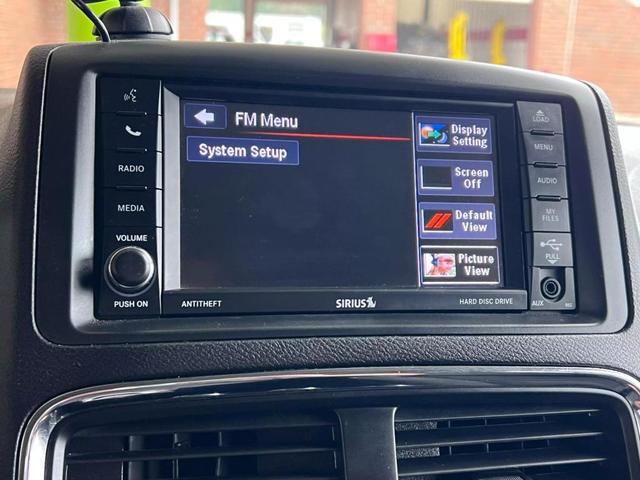 FM Menu
System Setup
Display
Setting
Screen
Off
Default
View
Picture
View
RADIO
MEDIA
VOLUME
PUSH ON
ANTITHEFT
SIRIUS
HARD DISC DRIVE
LOAD
MENU
AUDIO
MY
FILES
PULL
AUX